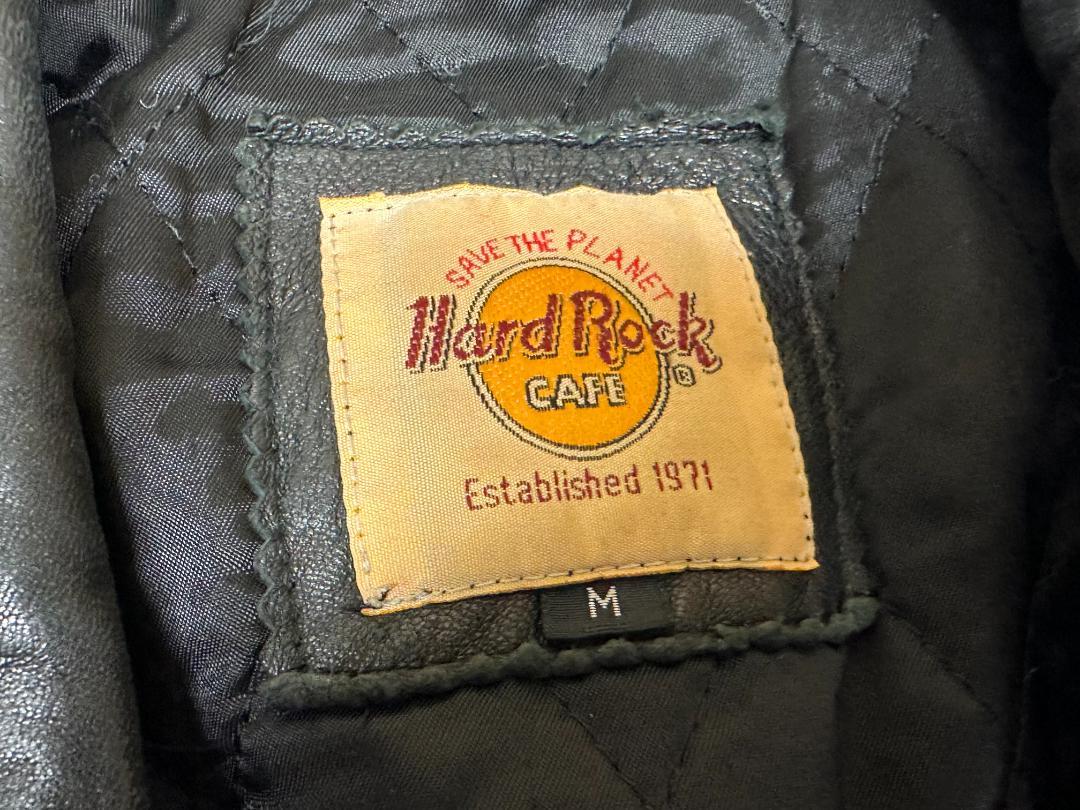 SAVE THE PLANET
Hard Rock
CAFE
®
Established 1971
M